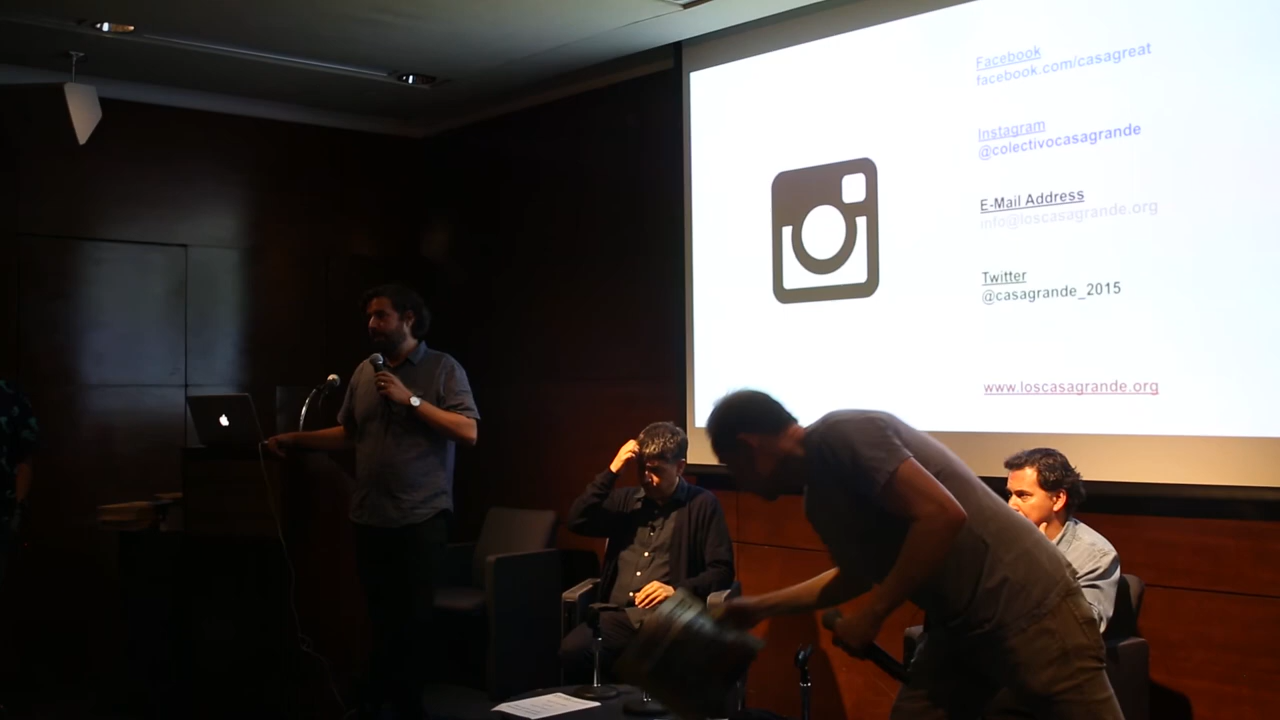 Facebook
facebook.com/casagreat
Instagram
@colectivocasagrande
E-Mail Address
info@loscasagrande.org
Twitter
@casagrande_2015
www.loscasagrande.org